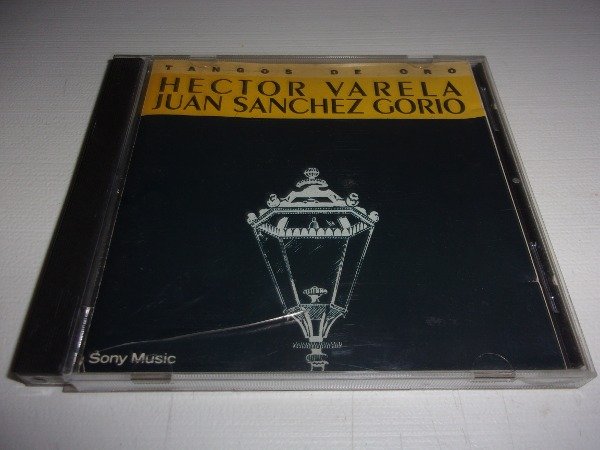 TANGOS DE ORO
HECTOR VARELA
JUAN SANCHEZ GORIO
Sony Music